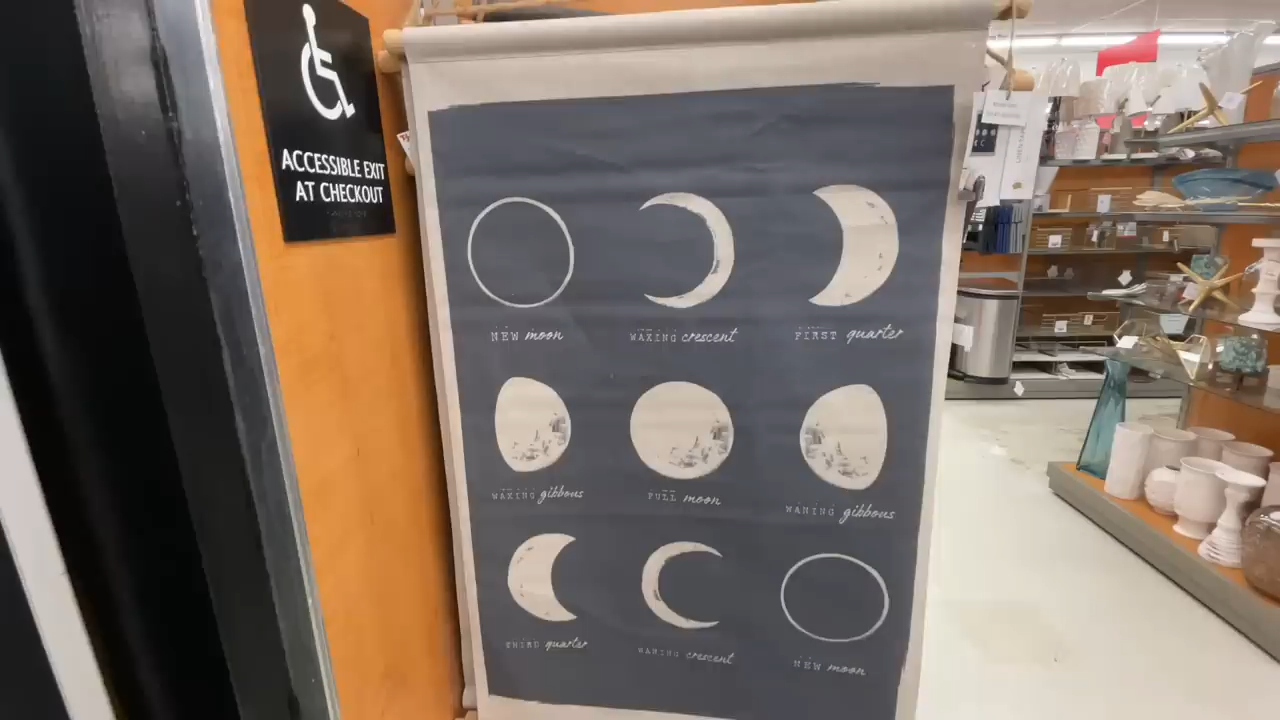 ACCESSIBLE EXIT
AT CHECKOUT
NEW moon
WAXING crescent
FIRST quarter
WAXING gibbous
FULL moon
WANING gibbous
THIRD quarter
WANING crescent
NEW moon